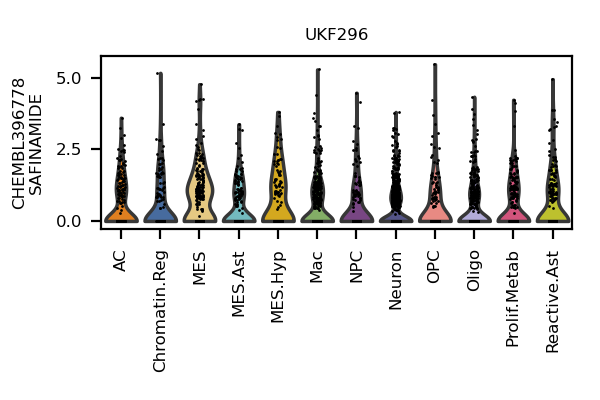 UKF296
CHEMBL396778
SAFINAMIDE
5.0
2.5
0.0
AC
Chromatin.Reg
MES
MES.Ast
MES.Hyp
Mac
NPC
Neuron
OPC
Oligo
Prolif.Metab
Reactive.Ast